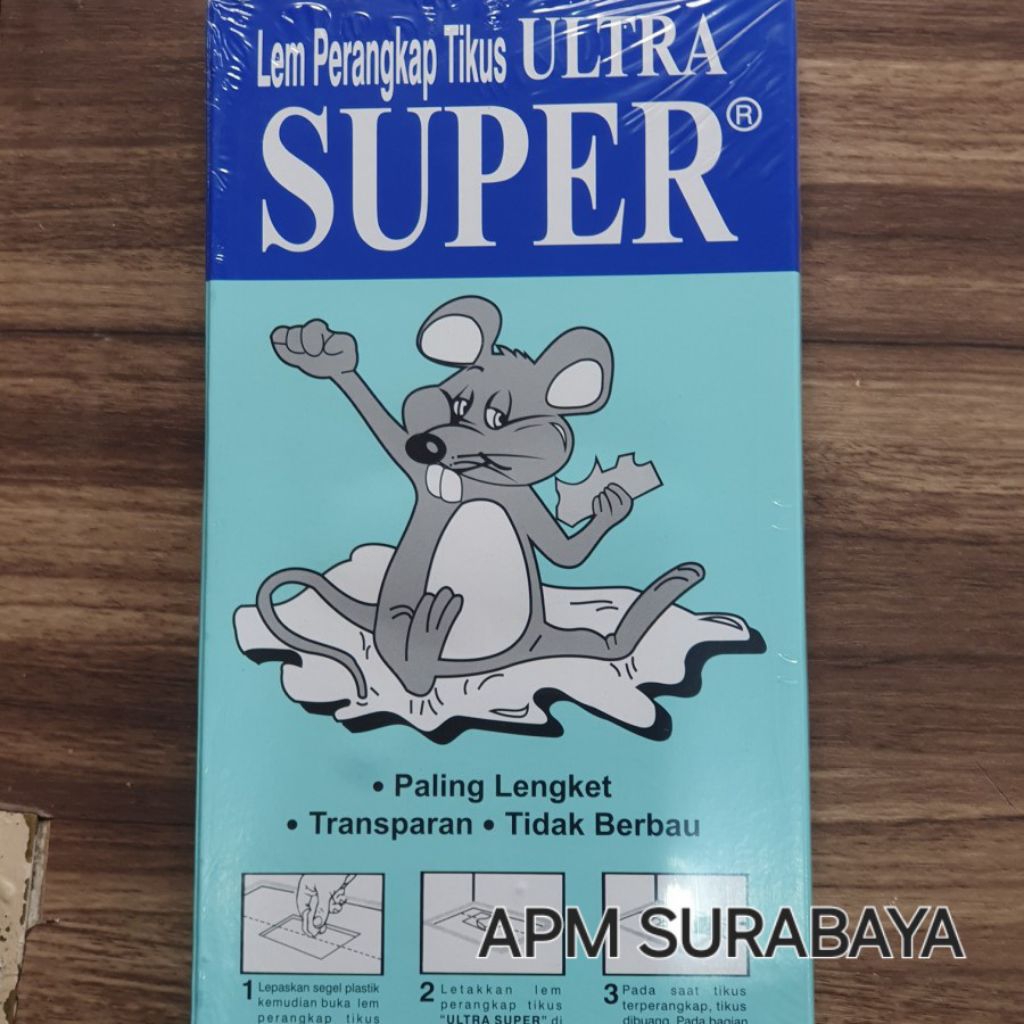 Lem Perangkap Tikus ULTRA
SUPER®
• Paling Lengket
• Transparan • Tidak Berbau
APM SURABAYA
1 Lepaskan segel plastik
kemudian buka lem
perangkap tikus
2 Letakkan lem
perangkap tikus
"ULTRA SUPER" di
3 Pada saat tikus
terperangkap, tikus
dibuang. Pada bagian